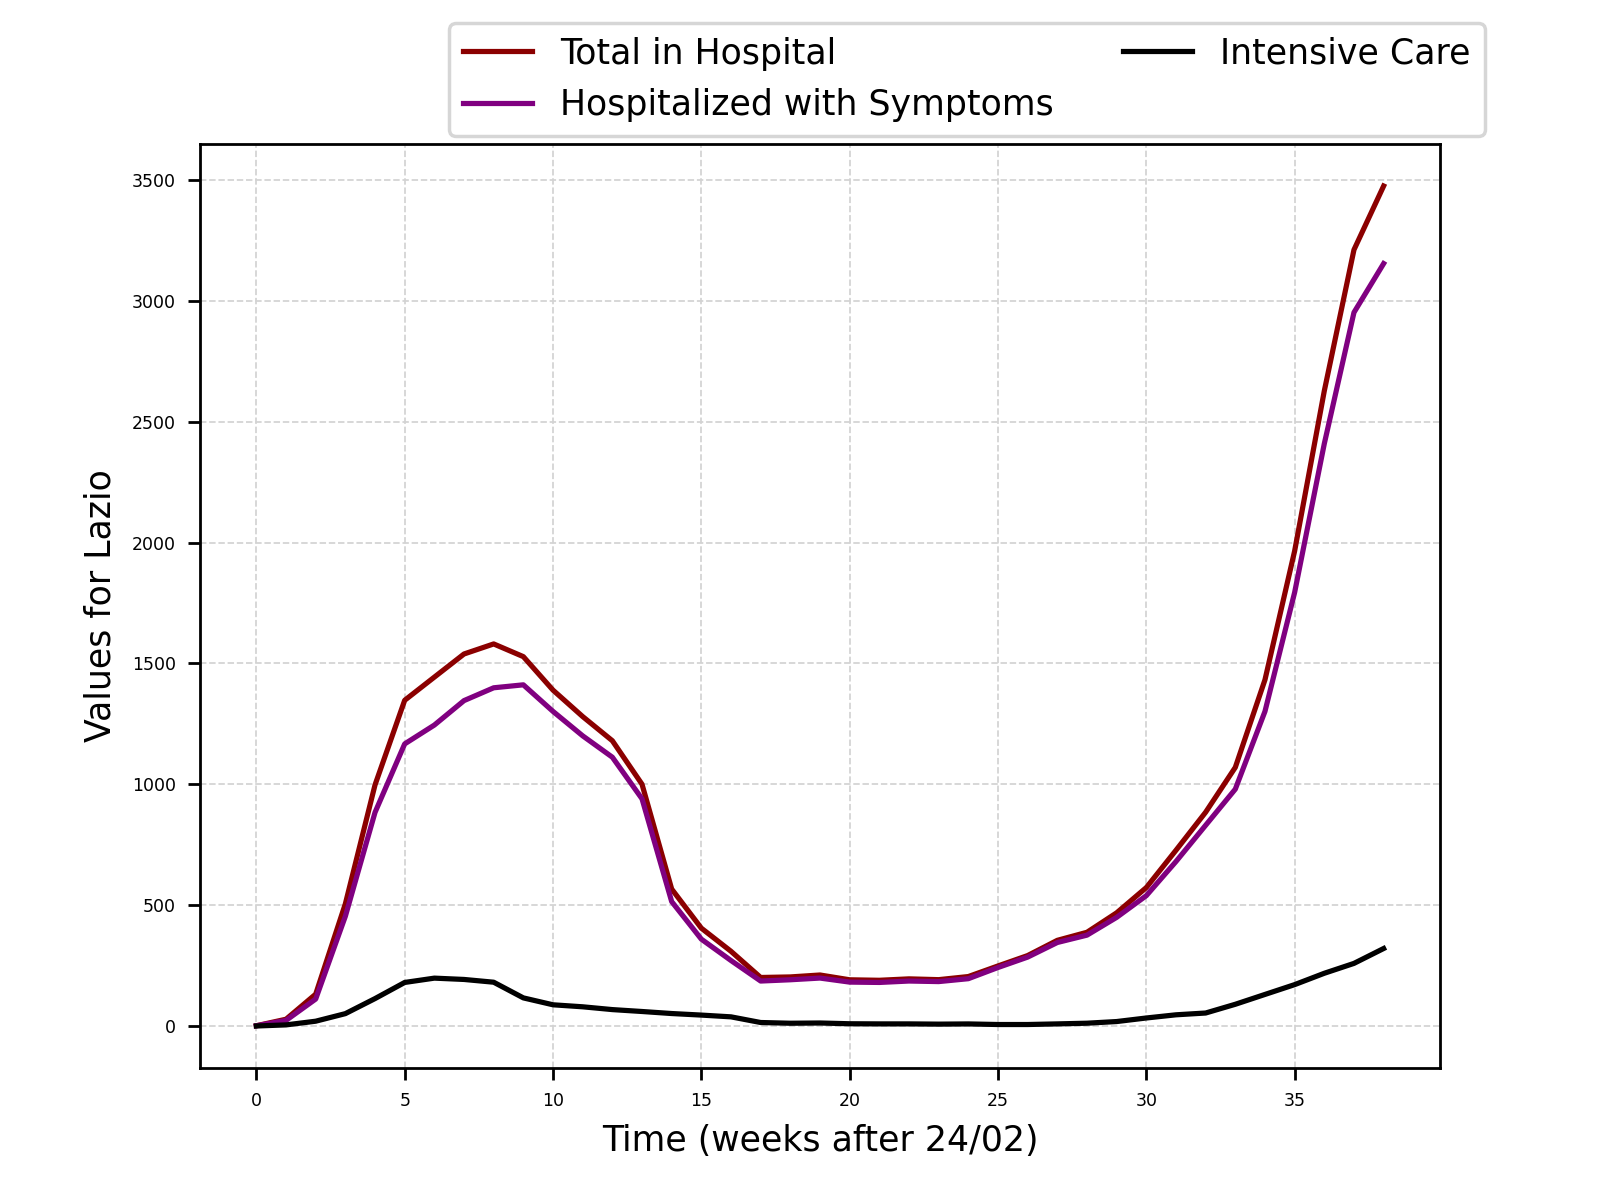 Total in Hospital
Hospitalized with Symptoms
Intensive Care
Values for Lazio
3500
3000
2500
2000
1500
1000
500
0
0 5 10 15 20 25 30 35
Time (weeks after 24/02)